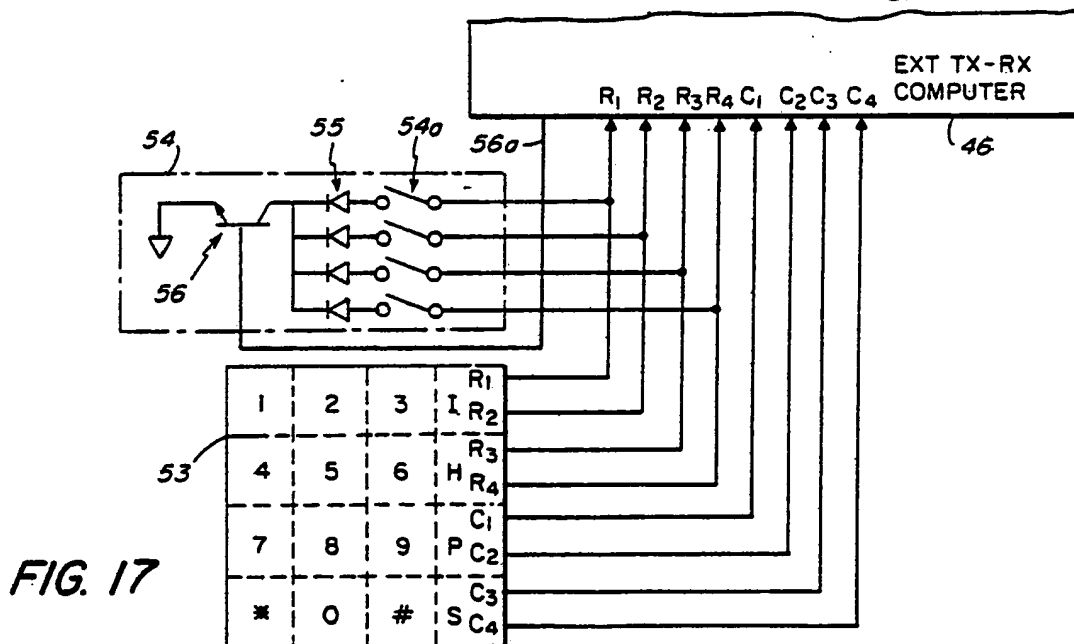 EXT TX-RX
COMPUTER
R1 R2 R3 R4 C1 C2 C3 C4
46
56a
54
55
54a
56
53
1 2 3 I R1
R2
4 5 6 H R3
R4
7 8 9 P C1
C2
* 0 # S C3
C4
FIG. 17